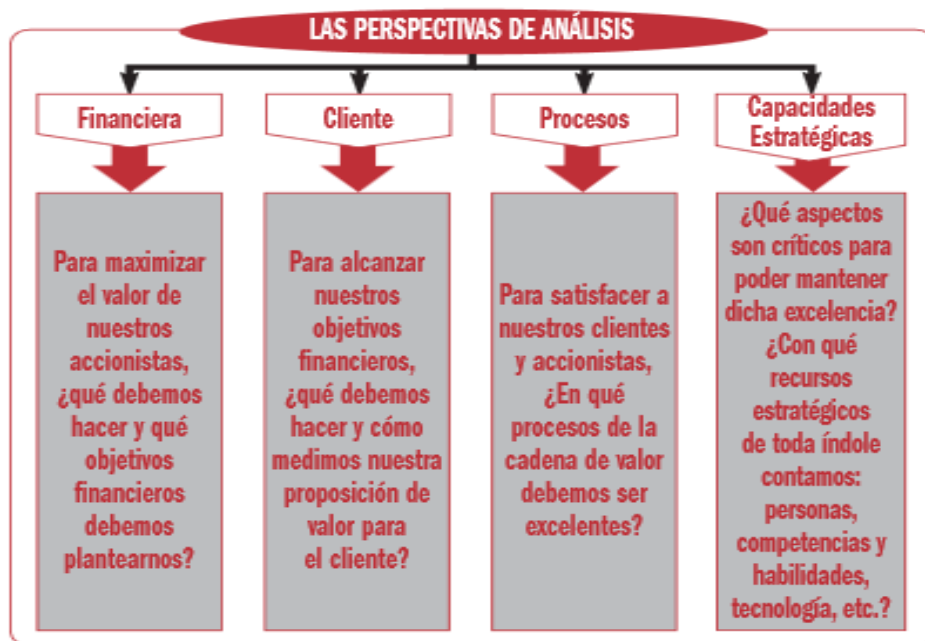 LAS PERSPECTIVAS DE ANÁLISIS
Financiera
Para maximizar
el valor de
nuestros
accionistas,
¿qué debemos
hacer y qué
objetivos
financieros
debemos
plantearnos?
Cliente
Para alcanzar
nuestros
objetivos
financieros,
¿qué debemos
hacer y cómo
medimos nuestra
proposición de
valor para
el cliente?
Procesos
Para satisfacer a
nuestros clientes
y accionistas,
¿En qué
procesos de la
cadena de valor
debemos ser
excelentes?
Capacidades
Estratégicas
¿Qué aspectos
son críticos para
poder mantener
dicha excelencia?
¿Con qué
recursos
estratégicos
de toda índole
contamos:
personas,
competencias y
habilidades,
tecnología, etc.?